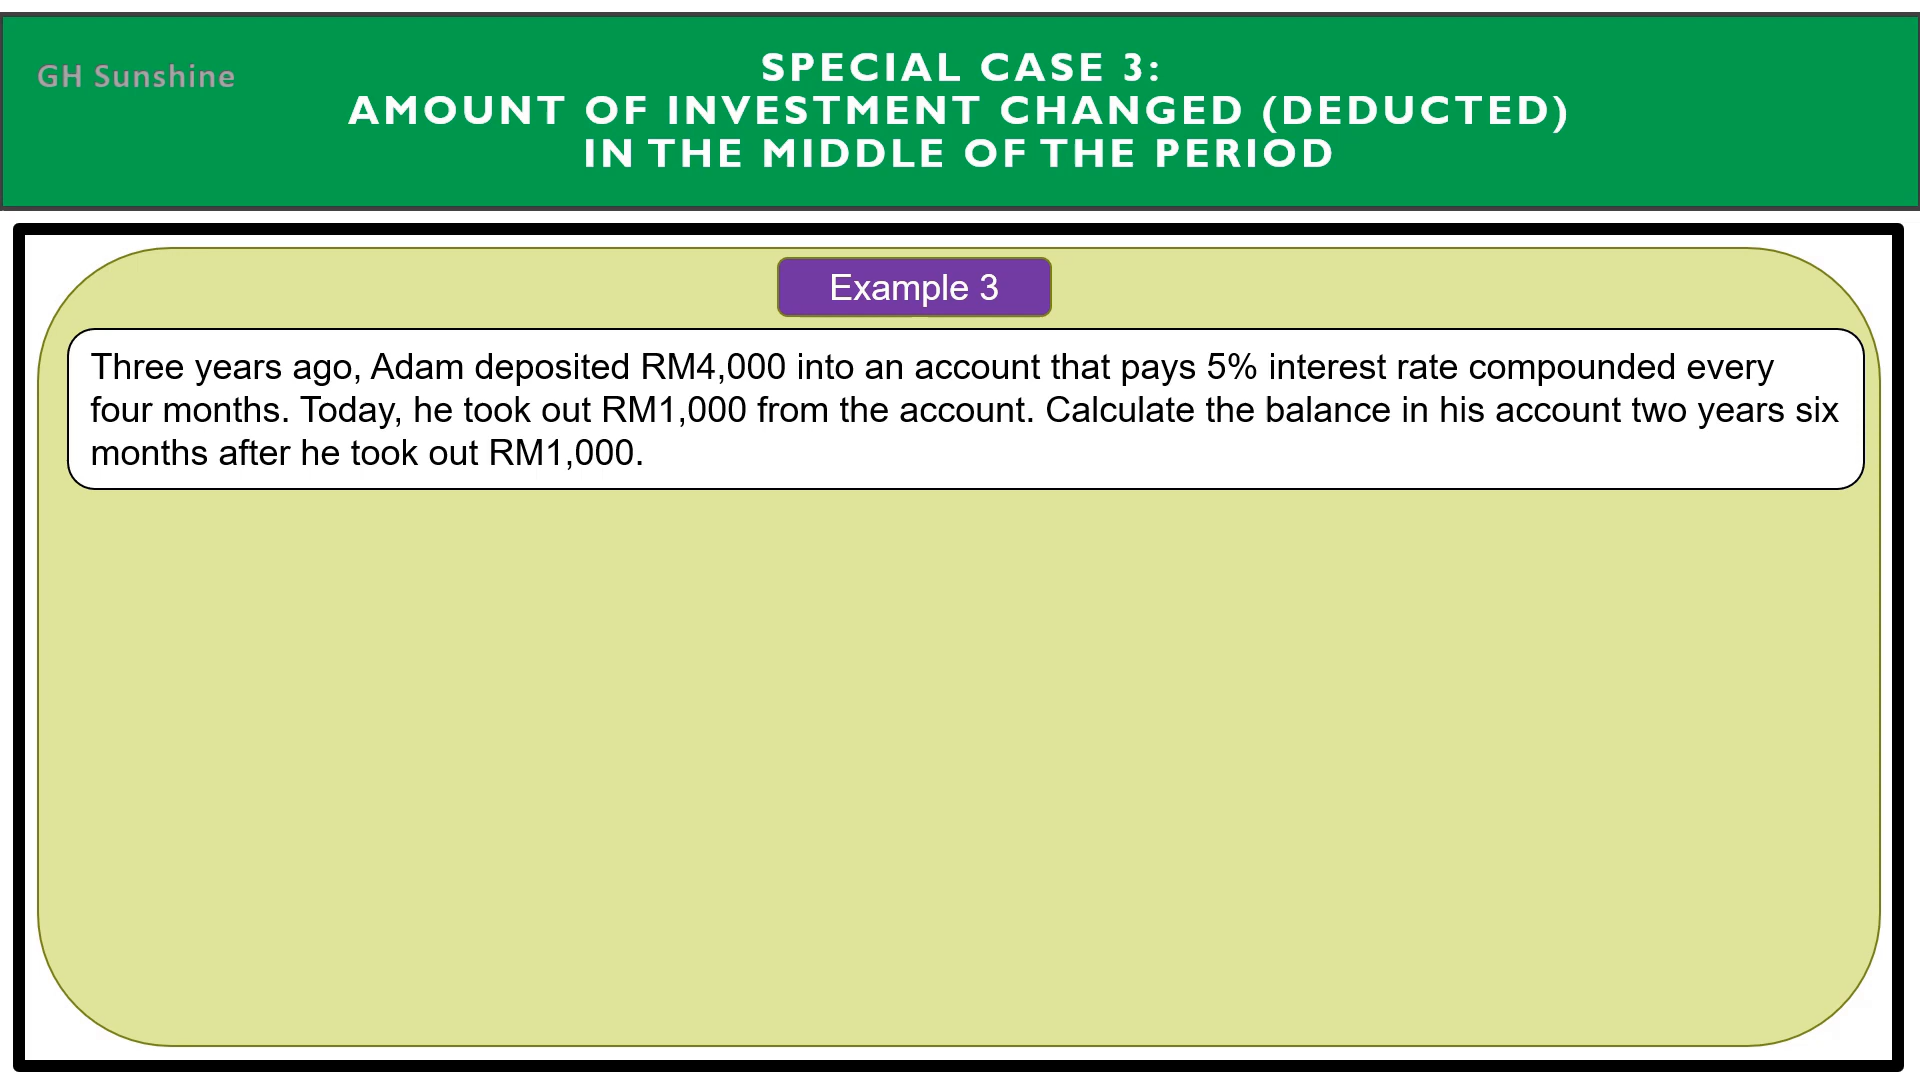 GH Sunshine
SPECIAL CASE 3:
AMOUNT OF INVESTMENT CHANGED (DEDUCTED)
IN THE MIDDLE OF THE PERIOD
Example 3
Three years ago, Adam deposited RM4,000 into an account that pays 5% interest rate compounded every
four months. Today, he took out RM1,000 from the account. Calculate the balance in his account two years six
months after he took out RM1,000.